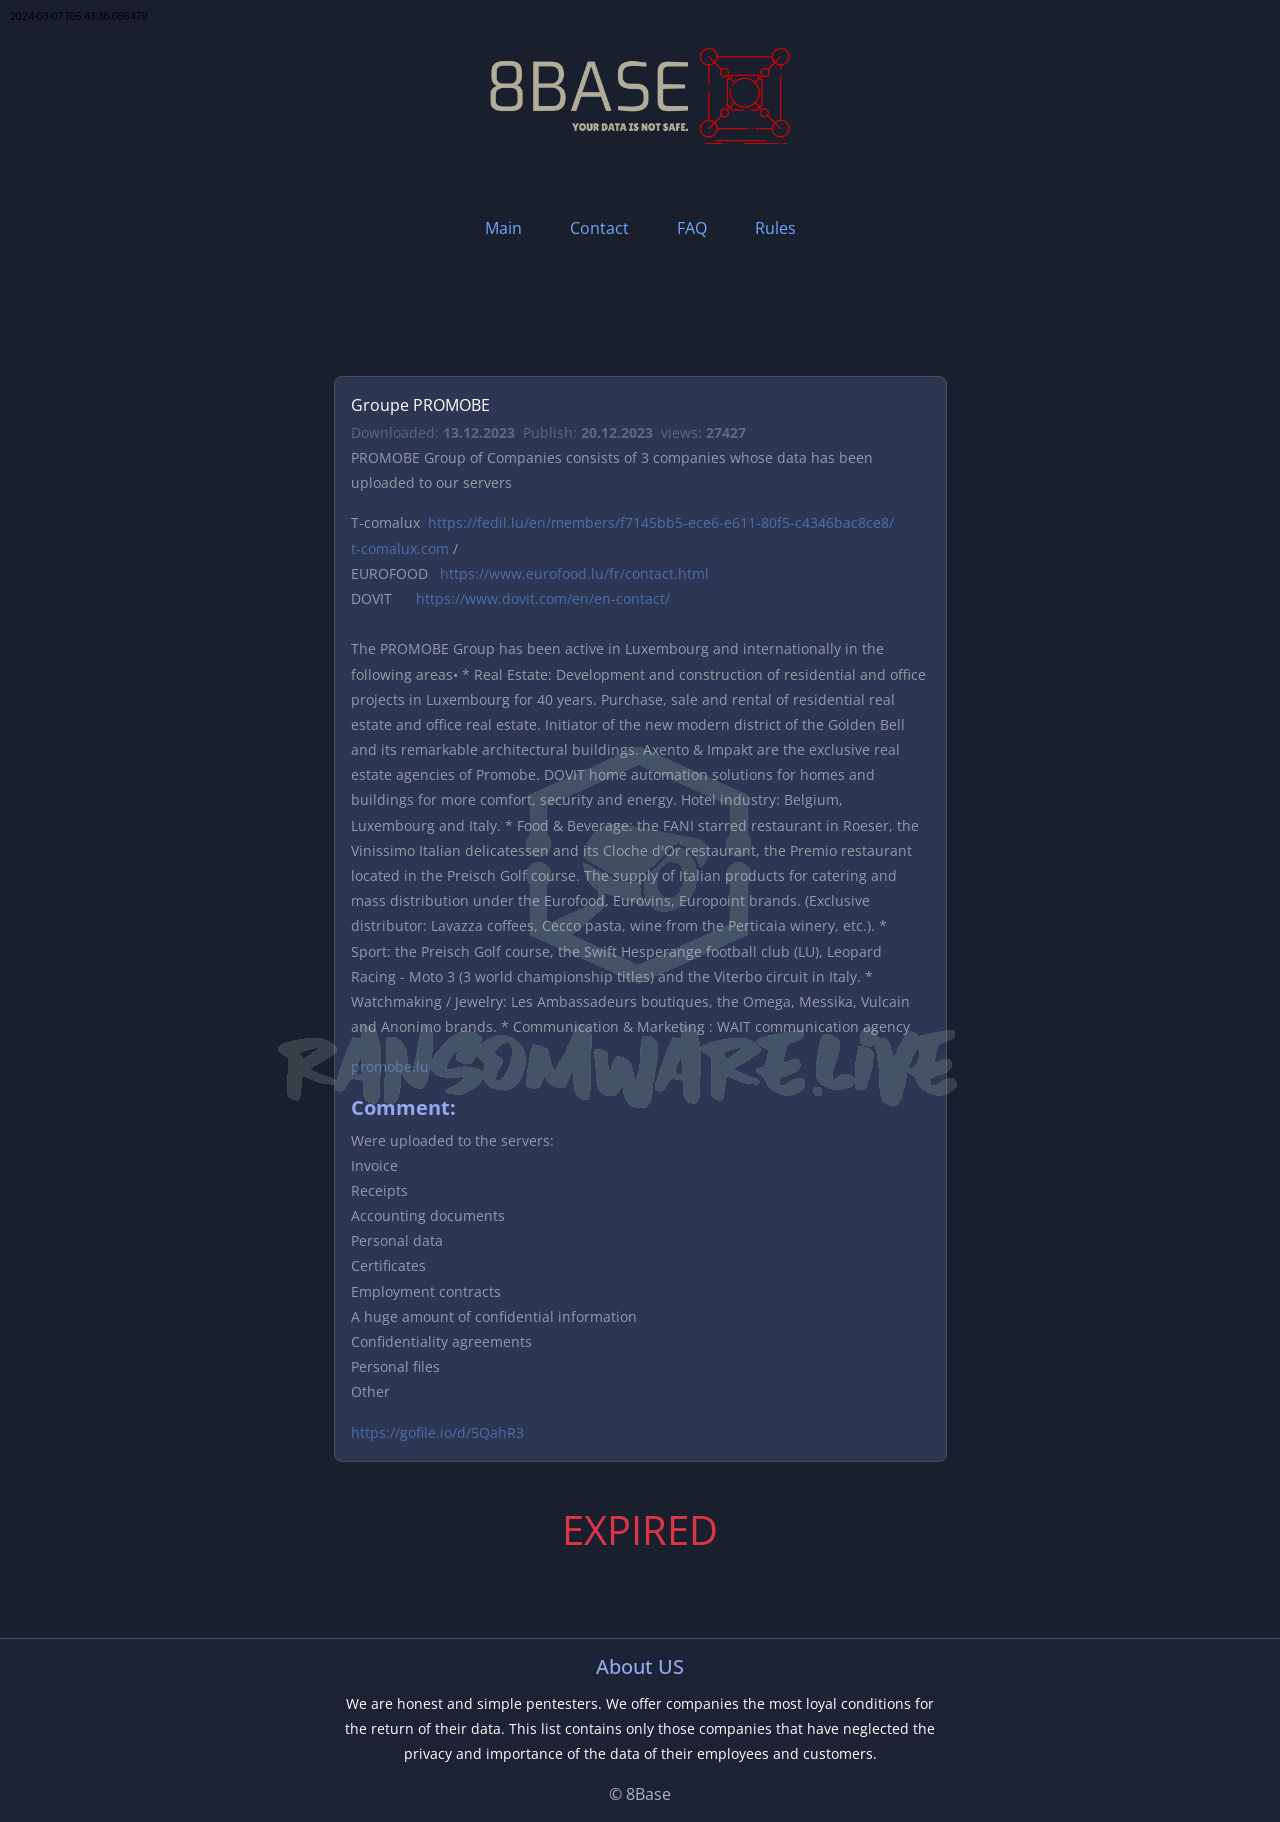 2024-03-07T05:43:36.686479
8BASE
YOUR DATA IS NOT SAFE.
Main Contact FAQ Rules
Groupe PROMOBE
Downloaded: 13.12.2023 Publish: 20.12.2023 views: 27427
PROMOBE Group of Companies consists of 3 companies whose data has been
uploaded to our servers
T-comalux https://fedil.lu/en/members/f7145bb5-ece6-e611-80f5-c4346bac8ce8/
t-comalux.com /
EUROFOOD https://www.eurofood.lu/fr/contact.html
DOVIT https://www.dovit.com/en/en-contact/
The PROMOBE Group has been active in Luxembourg and internationally in the
following areas• * Real Estate: Development and construction of residential and office
projects in Luxembourg for 40 years. Purchase, sale and rental of residential real
estate and office real estate. Initiator of the new modern district of the Golden Bell
and its remarkable architectural buildings. Axento & Impakt are the exclusive real
estate agencies of Promobe. DOVIT home automation solutions for homes and
buildings for more comfort, security and energy. Hotel industry: Belgium,
Luxembourg and Italy. * Food & Beverage: the FANI starred restaurant in Roeser, the
Vinissimo Italian delicatessen and its Cloche d'Or restaurant, the Premio restaurant
located in the Preisch Golf course. The supply of Italian products for catering and
mass distribution under the Eurofood, Eurovins, Europoint brands. (Exclusive
distributor: Lavazza coffees, Cecco pasta, wine from the Perticaia winery, etc.). *
Sport: the Preisch Golf course, the Swift Hesperange football club (LU), Leopard
Racing - Moto 3 (3 world championship titles) and the Viterbo circuit in Italy. *
Watchmaking / Jewelry: Les Ambassadeurs boutiques, the Omega, Messika, Vulcain
and Anonimo brands. * Communication & Marketing : WAIT communication agency
RANSOMWARE.LIVE
promobe.lu
Comment:
Were uploaded to the servers:
Invoice
Receipts
Accounting documents
Personal data
Certificates
Employment contracts
A huge amount of confidential information
Confidentiality agreements
Personal files
Other
https://gofile.io/d/5QahR3
EXPIRED
About US
We are honest and simple pentesters. We offer companies the most loyal conditions for
the return of their data. This list contains only those companies that have neglected the
privacy and importance of the data of their employees and customers.
© 8Base